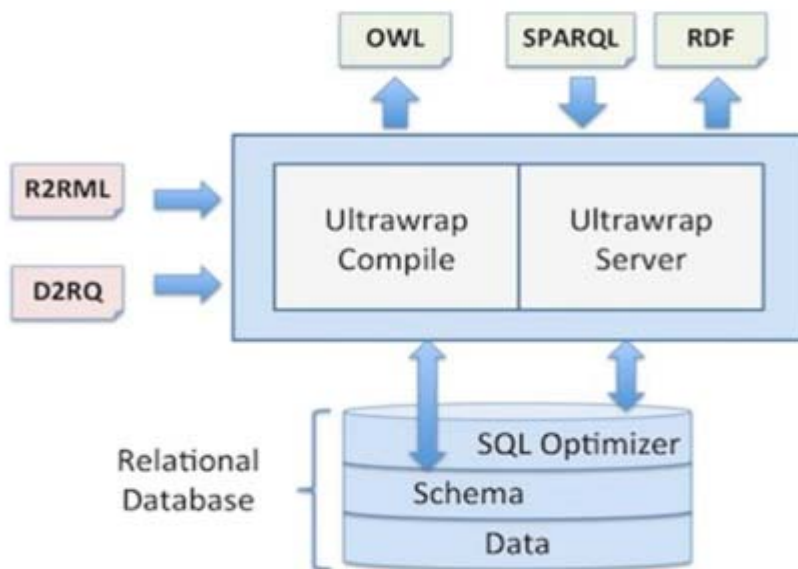 OWL
SPARQL
RDF
R2RML
D2RQ
Ultrawrap
Compile
Ultrawrap
Server
Relational
Database
SQL Optimizer
Schema
Data